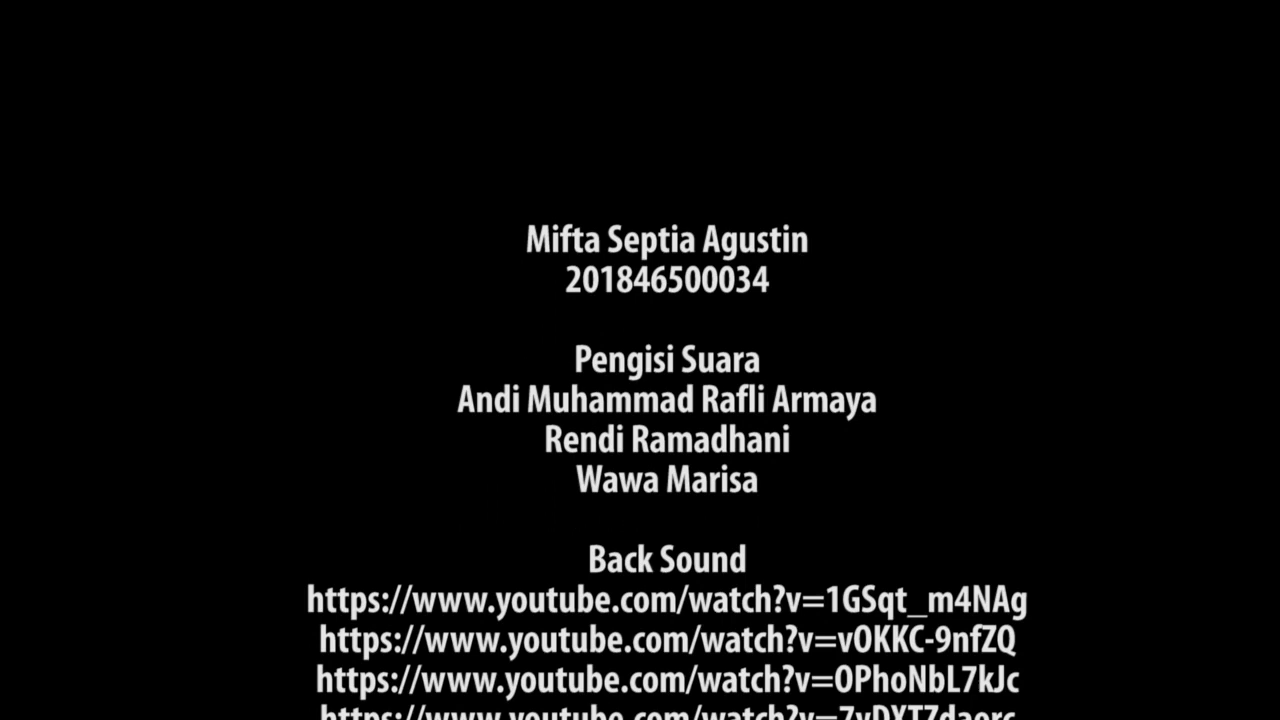 Mifta Septia Agustin
201846500034
Pengisi Suara
Andi Muhammad Rafli Armaya
Rendi Ramadhani
Wawa Marisa
Back Sound
https://www.youtube.com/watch?v=1GSqt_m4NAg
https://www.youtube.com/watch?v=vOKKC-9nfZQ
https://www.youtube.com/watch?v=0PhoNbL7kJc